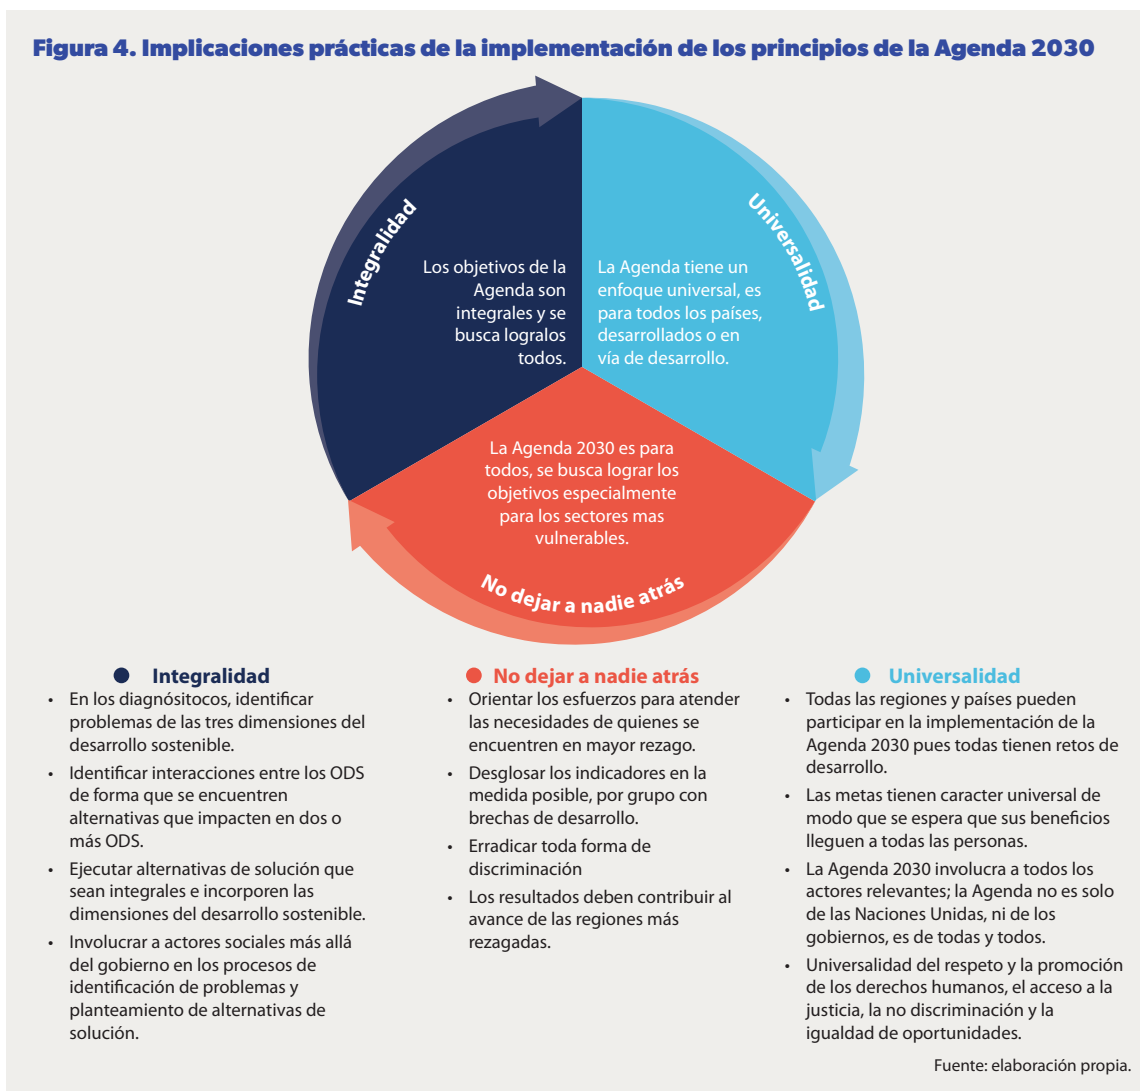 Figura 4. Implicaciones prácticas de la implementación de los principios de la Agenda 2030
Integralidad
Los objetivos de la
Agenda son
integrales y se
busca logralos
todos.
Universalidad
La Agenda tiene un
enfoque universal, es
para todos los países,
desarrollados o en
vía de desarrollo.
La Agenda 2030 es para
todos, se busca lograr los
objetivos especialmente
para los sectores mas
vulnerables.
No dejar a nadie atrás
Integralidad
• En los diagnósitocos, identificar
problemas de las tres dimensiones del
desarrollo sostenible.
• Identificar interacciones entre los ODS
de forma que se encuentren
alternativas que impacten en dos o
más ODS.
• Ejecutar alternativas de solución que
sean integrales e incorporen las
dimensiones del desarrollo sostenible.
• Involucrar a actores sociales más allá
del gobierno en los procesos de
identificación de problemas y
planteamiento de alternativas de
solución.
No dejar a nadie atrás
• Orientar los esfuerzos para atender
las necesidades de quienes se
encuentren en mayor rezago.
• Desglosar los indicadores en la
medida posible, por grupo con
brechas de desarrollo.
• Erradicar toda forma de
discriminación
• Los resultados deben contribuir al
avance de las regiones más
rezagadas.
Universalidad
• Todas las regiones y países pueden
participar en la implementación de la
Agenda 2030 pues todas tienen retos de
desarrollo.
• Las metas tienen caracter universal de
modo que se espera que sus beneficios
lleguen a todas las personas.
• La Agenda 2030 involucra a todos los
actores relevantes; la Agenda no es solo
de las Naciones Unidas, ni de los
gobiernos, es de todas y todos.
• Universalidad del respeto y la promoción
de los derechos humanos, el acceso a la
justicia, la no discriminación y la
igualdad de oportunidades.
Fuente: elaboración propia.